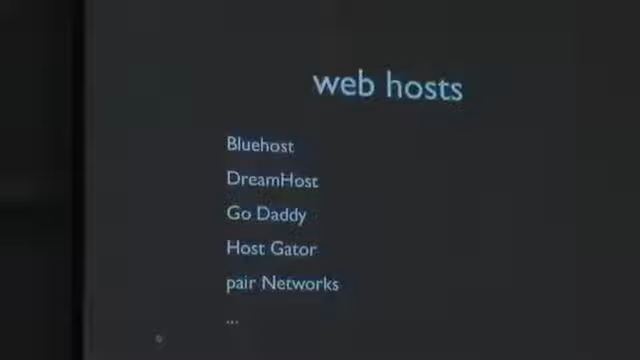 web hosts
Bluehost
DreamHost
Go Daddy
Host Gator
pair Networks
...